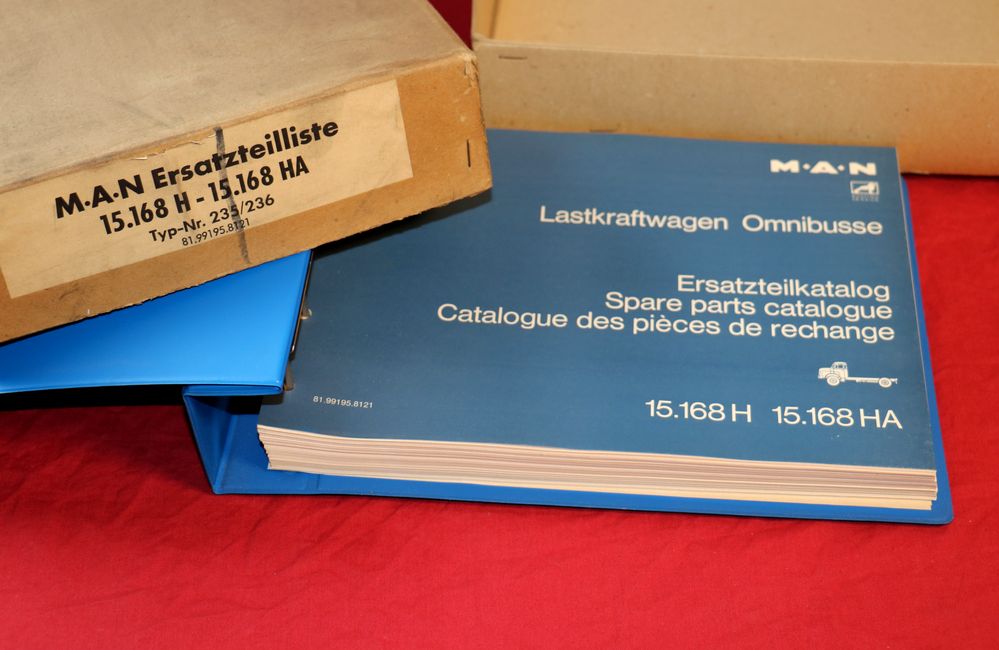 M·A·N Ersatzteilliste
15.168 H - 15.168 HA
Typ-Nr. 235/236
81.99195.8121
M·A·N
Lastkraftwagen Omnibusse
Ersatzteilkatalog
Spare parts catalogue
Catalogue des pièces de rechange
81.99195.8121
15.168 H 15.168 HA